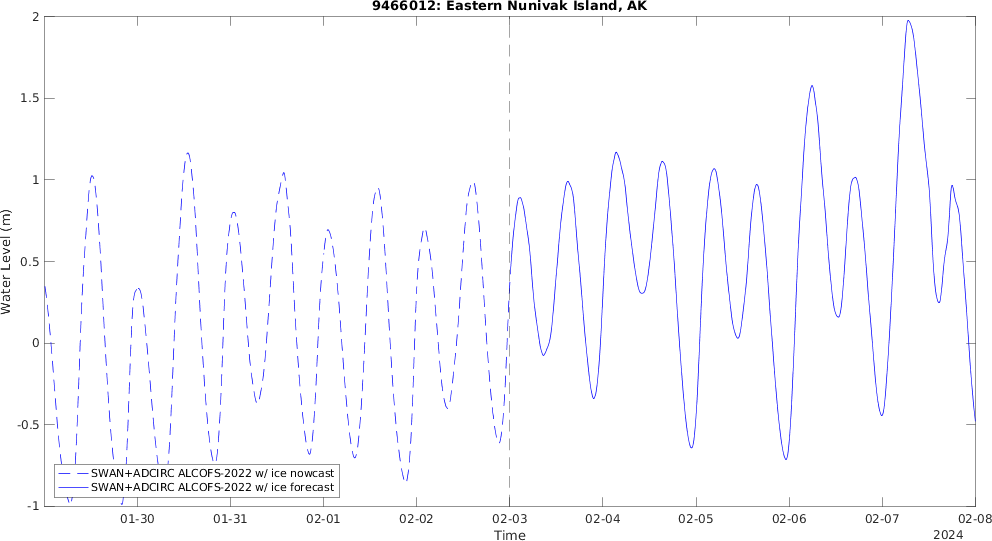 9466012: Eastern Nunivak Island, AK
2
1.5
1
0.5
0
-0.5
-1
Water Level (m)
SWAN+ADCIRC ALCOFS-2022 w/ ice nowcast
SWAN+ADCIRC ALCOFS-2022 w/ ice forecast
01-30 01-31 02-01 02-02 02-03 02-04 02-05 02-06 02-07 02-08
Time
2024